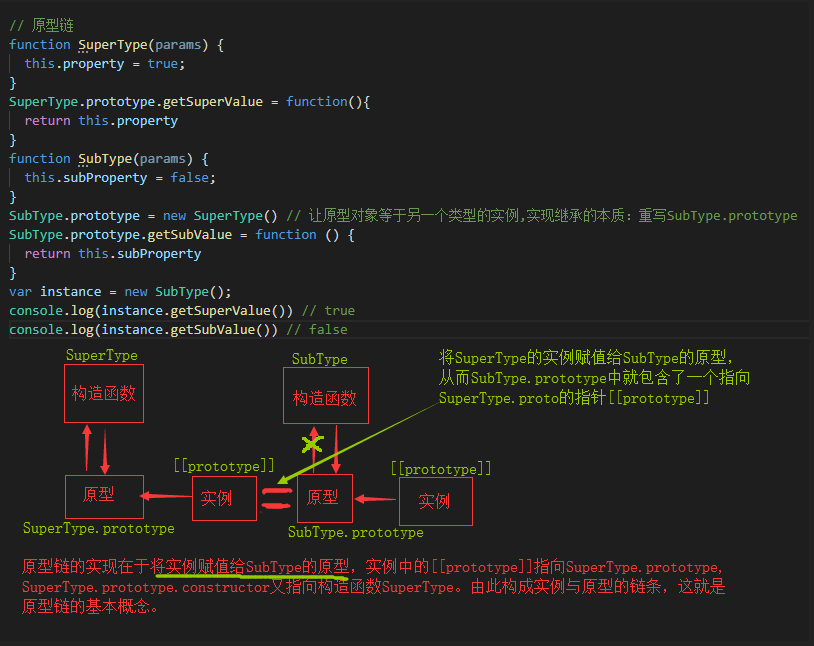 // 原型链
function SuperType(params) {
  this.property = true;
}
SuperType.prototype.getSuperValue = function(){
  return this.property
}
function SubType(params) {
  this.subProperty = false;
}
SubType.prototype = new SuperType() // 让原型对象等于另一个类型的实例,实现继承的本质: 重写SubType.prototype
SubType.prototype.getSubValue = function () {
  return this.subProperty
}
var instance = new SubType();
console.log(instance.getSuperValue()) // true
console.log(instance.getSubValue()) // false
SuperType
SubType
将SuperType的实例赋值给SubType的原型,
从而SubType.prototype中就包含了一个指向
SuperType.proto的指针[[prototype]]
构造函数
构造函数
[[prototype]]
[[prototype]]
原型
实例
原型
实例
SuperType.prototype
SubType.prototype
原型链的实现在于将实例赋值给SubType的原型, 实例中的[[prototype]]指向SuperType.prototype,
SuperType.prototype.constructor又指向构造函数SuperType。由此构成实例与原型的链条, 这就是
原型链的基本概念。